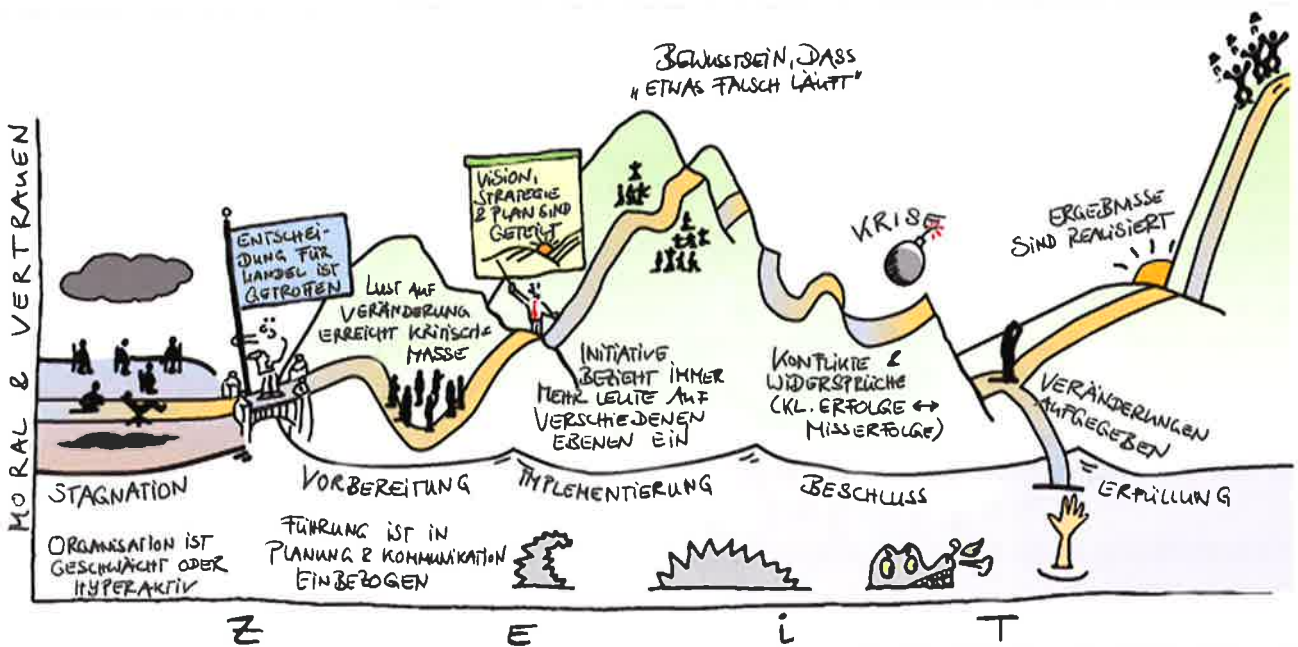 MORAL & VERTRAUEN
BEWUSSTSEIN, DASS
„ETWAS FALSCH LÄUFT“
VISION,
STRATEGIE
& PLAN SIND
GETEILT
ENTSCHEI-
DUNG FÜR
WANDEL IST
GETROFFEN
LUST AUF
VERÄNDERUNG
ERREICHT KRITISCHE
MASSE
KRISE
ERGEBNISSE
SIND REALISIERT
INITIATIVE
BEZIEHT IMMER
MEHR LEUTE AUF
VERSCHIEDENEN
EBENEN EIN
KONFLIKTE &
WIDERSPRÜCHE
(KL. ERFOLGE ↔
MISSERFOLGE)
VERÄNDERUNGEN
AUFGEGEBEN
STAGNATION
VORBEREITUNG
IMPLEMENTIERUNG
BESCHLUSS
ERFÜLLUNG
ORGANISATION IST
GESCHWÄCHT ODER
HYPERAKTIV
FÜHRUNG IST IN
PLANUNG & KOMMUNIKATION
EINBEZOGEN
ZEIT